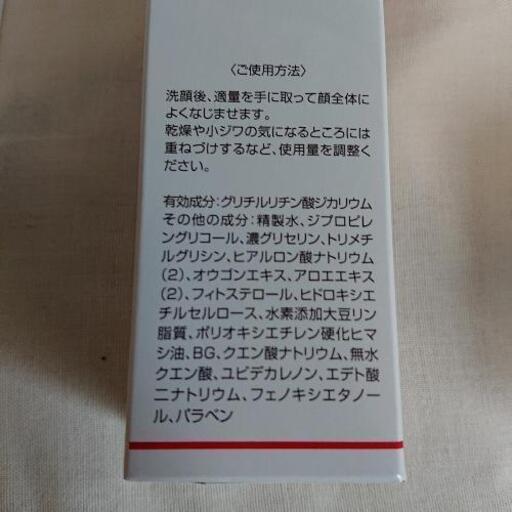 〈ご使用方法〉
洗顔後、適量を手に取って顔全体に
よくなじませます。
乾燥や小ジワの気になるところには
重ねづけするなど、使用量を調整く
ださい。
有効成分:グリチルリチン酸ジカリウム
その他の成分:精製水、ジプロピレ
ングリコール、濃グリセリン、トリメチ
ルグリシン、ヒアルロン酸ナトリウム
(2)、オウゴンエキス、アロエエキス
(2)、フィトステロール、ヒドロキシエ
チルセルロース、水素添加大豆リン
脂質、ポリオキシエチレン硬化ヒマ
シ油、BG、クエン酸ナトリウム、無水
クエン酸、ユビデカレノン、エデト酸
二ナトリウム、フェノキシエタノー
ル、パラベン